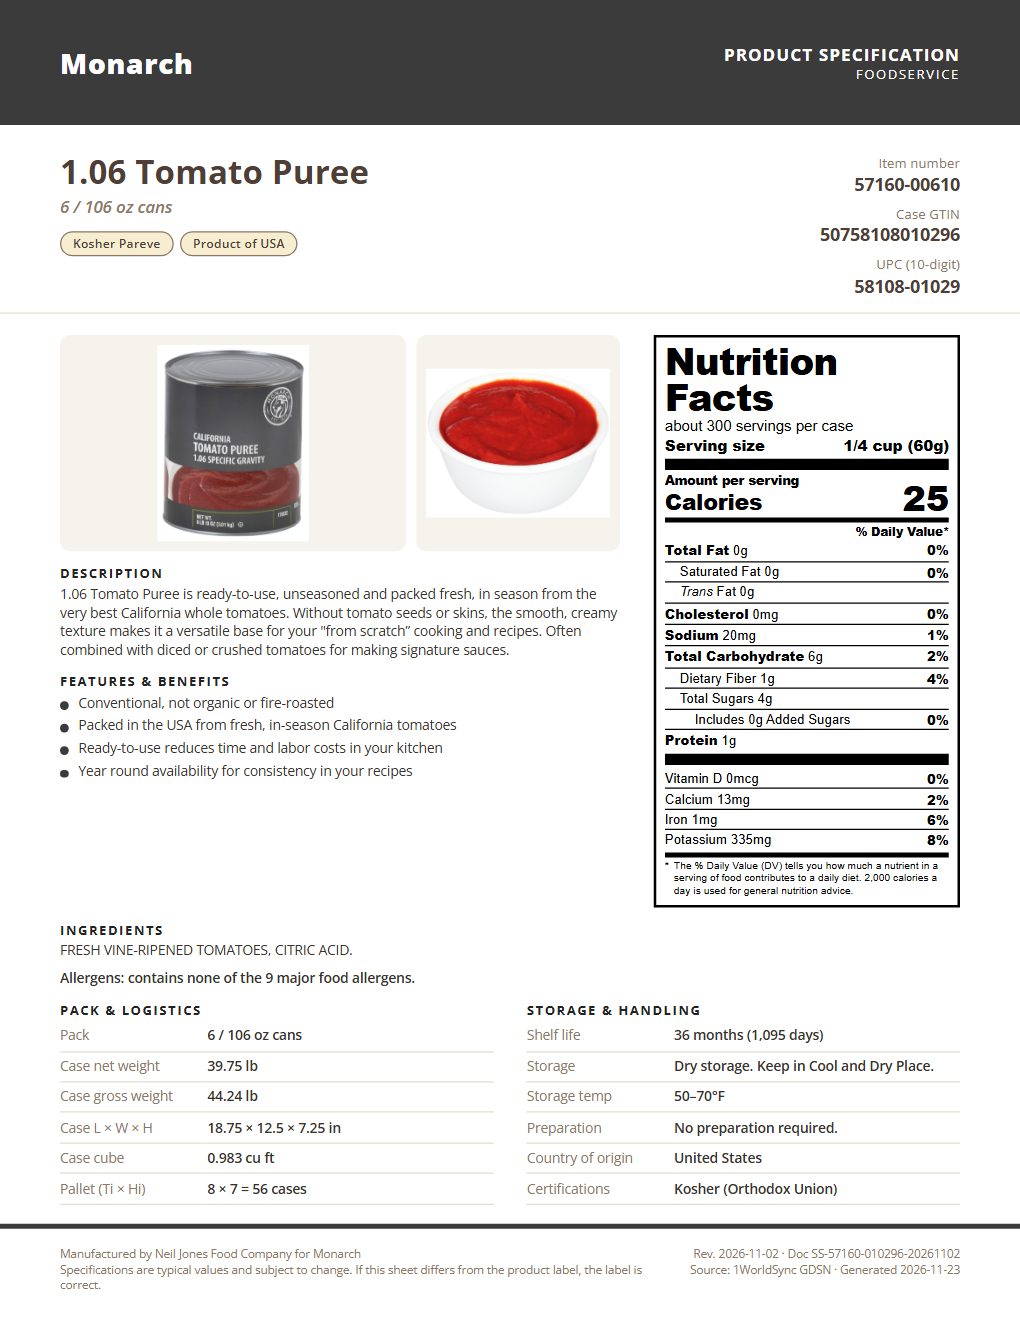 Monarch
PRODUCT SPECIFICATION
FOODSERVICE
1.06 Tomato Puree
6 / 106 oz cans
Kosher Pareve
Product of USA
Item number
57160-00610
Case GTIN
50758108010296
UPC (10-digit)
58108-01029
CALIFORNIA
TOMATO PUREE
1.06 SPECIFIC GRAVITY
NET WT.
Nutrition
Facts
about 300 servings per case
Serving size 1/4 cup (60g)
Amount per serving
Calories 25
% Daily Value*
Total Fat 0g 0%
Saturated Fat 0g 0%
Trans Fat 0g
Cholesterol 0mg 0%
Sodium 20mg 1%
Total Carbohydrate 6g 2%
Dietary Fiber 1g 4%
Total Sugars 4g
Includes 0g Added Sugars 0%
Protein 1g
Vitamin D 0mcg 0%
Calcium 13mg 2%
Iron 1mg 6%
Potassium 335mg 8%
* The % Daily Value (DV) tells you how much a nutrient in a
serving of food contributes to a daily diet. 2,000 calories a
day is used for general nutrition advice.
DESCRIPTION
1.06 Tomato Puree is ready-to-use, unseasoned and packed fresh, in season from the
very best California whole tomatoes. Without tomato seeds or skins, the smooth, creamy
texture makes it a versatile base for your "from scratch” cooking and recipes. Often
combined with diced or crushed tomatoes for making signature sauces.
FEATURES & BENEFITS
● Conventional, not organic or fire-roasted
● Packed in the USA from fresh, in-season California tomatoes
● Ready-to-use reduces time and labor costs in your kitchen
● Year round availability for consistency in your recipes
INGREDIENTS
FRESH VINE-RIPENED TOMATOES, CITRIC ACID.
Allergens: contains none of the 9 major food allergens.
PACK & LOGISTICS
Pack 6 / 106 oz cans
Case net weight 39.75 lb
Case gross weight 44.24 lb
Case L × W × H 18.75 × 12.5 × 7.25 in
Case cube 0.983 cu ft
Pallet (Ti × Hi) 8 × 7 = 56 cases
STORAGE & HANDLING
Shelf life 36 months (1,095 days)
Storage Dry storage. Keep in Cool and Dry Place.
Storage temp 50–70°F
Preparation No preparation required.
Country of origin United States
Certifications Kosher (Orthodox Union)
Manufactured by Neil Jones Food Company for Monarch
Specifications are typical values and subject to change. If this sheet differs from the product label, the label is
correct.
Rev. 2026-11-02 · Doc SS-57160-010296-20261102
Source: 1WorldSync GDSN · Generated 2026-11-23